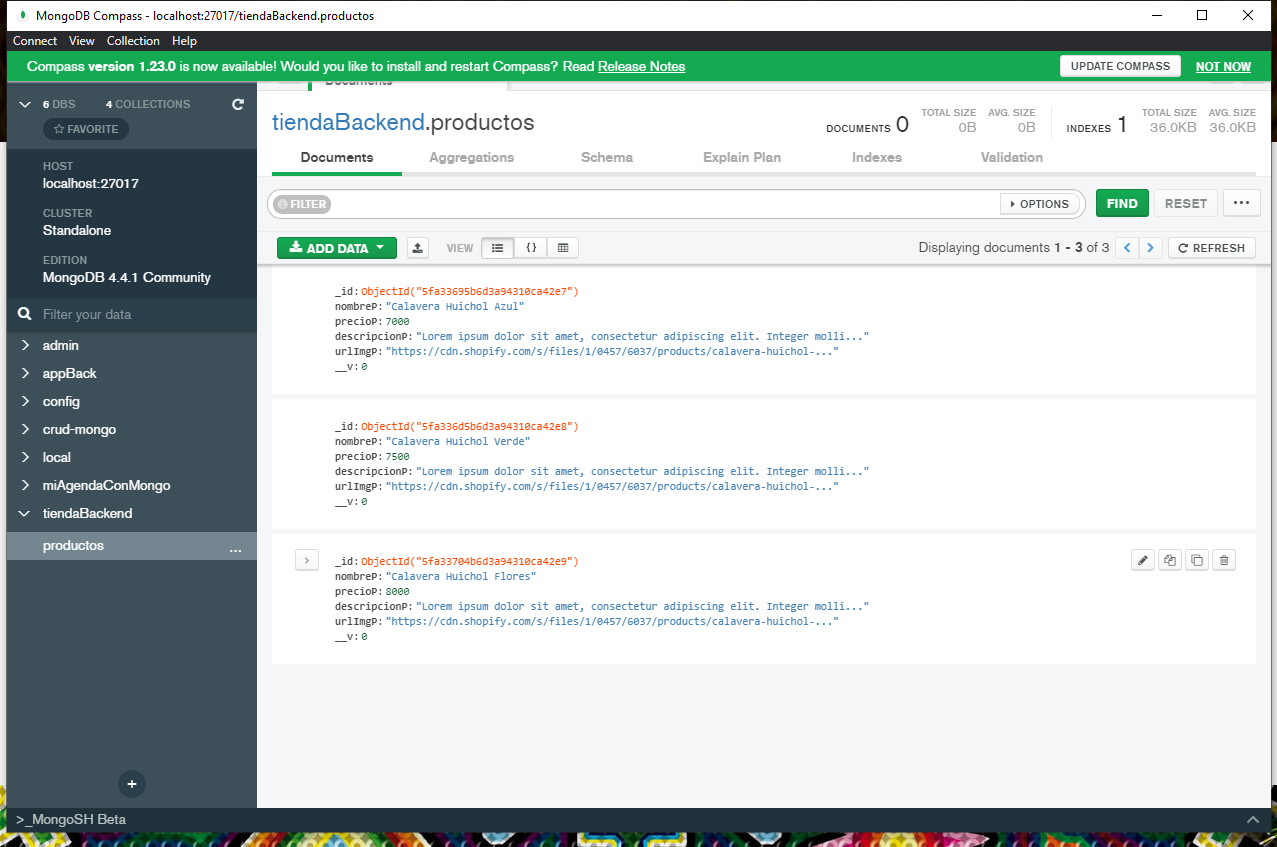 MongoDB Compass - localhost:27017/tiendaBackend.productos
Connect View Collection Help
Compass version 1.23.0 is now available! Would you like to install and restart Compass? Read Release Notes
UPDATE COMPASS
NOT NOW
6 DBS 4 COLLECTIONS
FAVORITE
HOST
localhost:27017
CLUSTER
Standalone
EDITION
MongoDB 4.4.1 Community
Filter your data
admin
appBack
config
crud-mongo
local
miAgendaConMongo
tiendaBackend
productos
...
>_MongoSH Beta
Documents
tiendaBackend.productos
DOCUMENTS 0
TOTAL SIZE
0B
AVG. SIZE
0B
INDEXES 1
TOTAL SIZE
36.0KB
AVG. SIZE
36.0KB
Documents Aggregations Schema Explain Plan Indexes Validation
FILTER
OPTIONS
FIND
RESET
...
ADD DATA
VIEW
{}
Displaying documents 1 - 3 of 3
REFRESH
_id: ObjectId("5fa33695b6d3a94310ca42e7")
nombreP: "Calavera Huichol Azul"
precioP: 7000
descripcionP: "Lorem ipsum dolor sit amet, consectetur adipiscing elit. Integer molli..."
urlImgP: "https://cdn.shopify.com/s/files/1/0457/6037/products/calavera-huichol-..."
__v: 0
_id: ObjectId("5fa336d5b6d3a94310ca42e8")
nombreP: "Calavera Huichol Verde"
precioP: 7500
descripcionP: "Lorem ipsum dolor sit amet, consectetur adipiscing elit. Integer molli..."
urlImgP: "https://cdn.shopify.com/s/files/1/0457/6037/products/calavera-huichol-..."
__v: 0
_id: ObjectId("5fa33704b6d3a94310ca42e9")
nombreP: "Calavera Huichol Flores"
precioP: 8000
descripcionP: "Lorem ipsum dolor sit amet, consectetur adipiscing elit. Integer molli..."
urlImgP: "https://cdn.shopify.com/s/files/1/0457/6037/products/calavera-huichol-..."
__v: 0